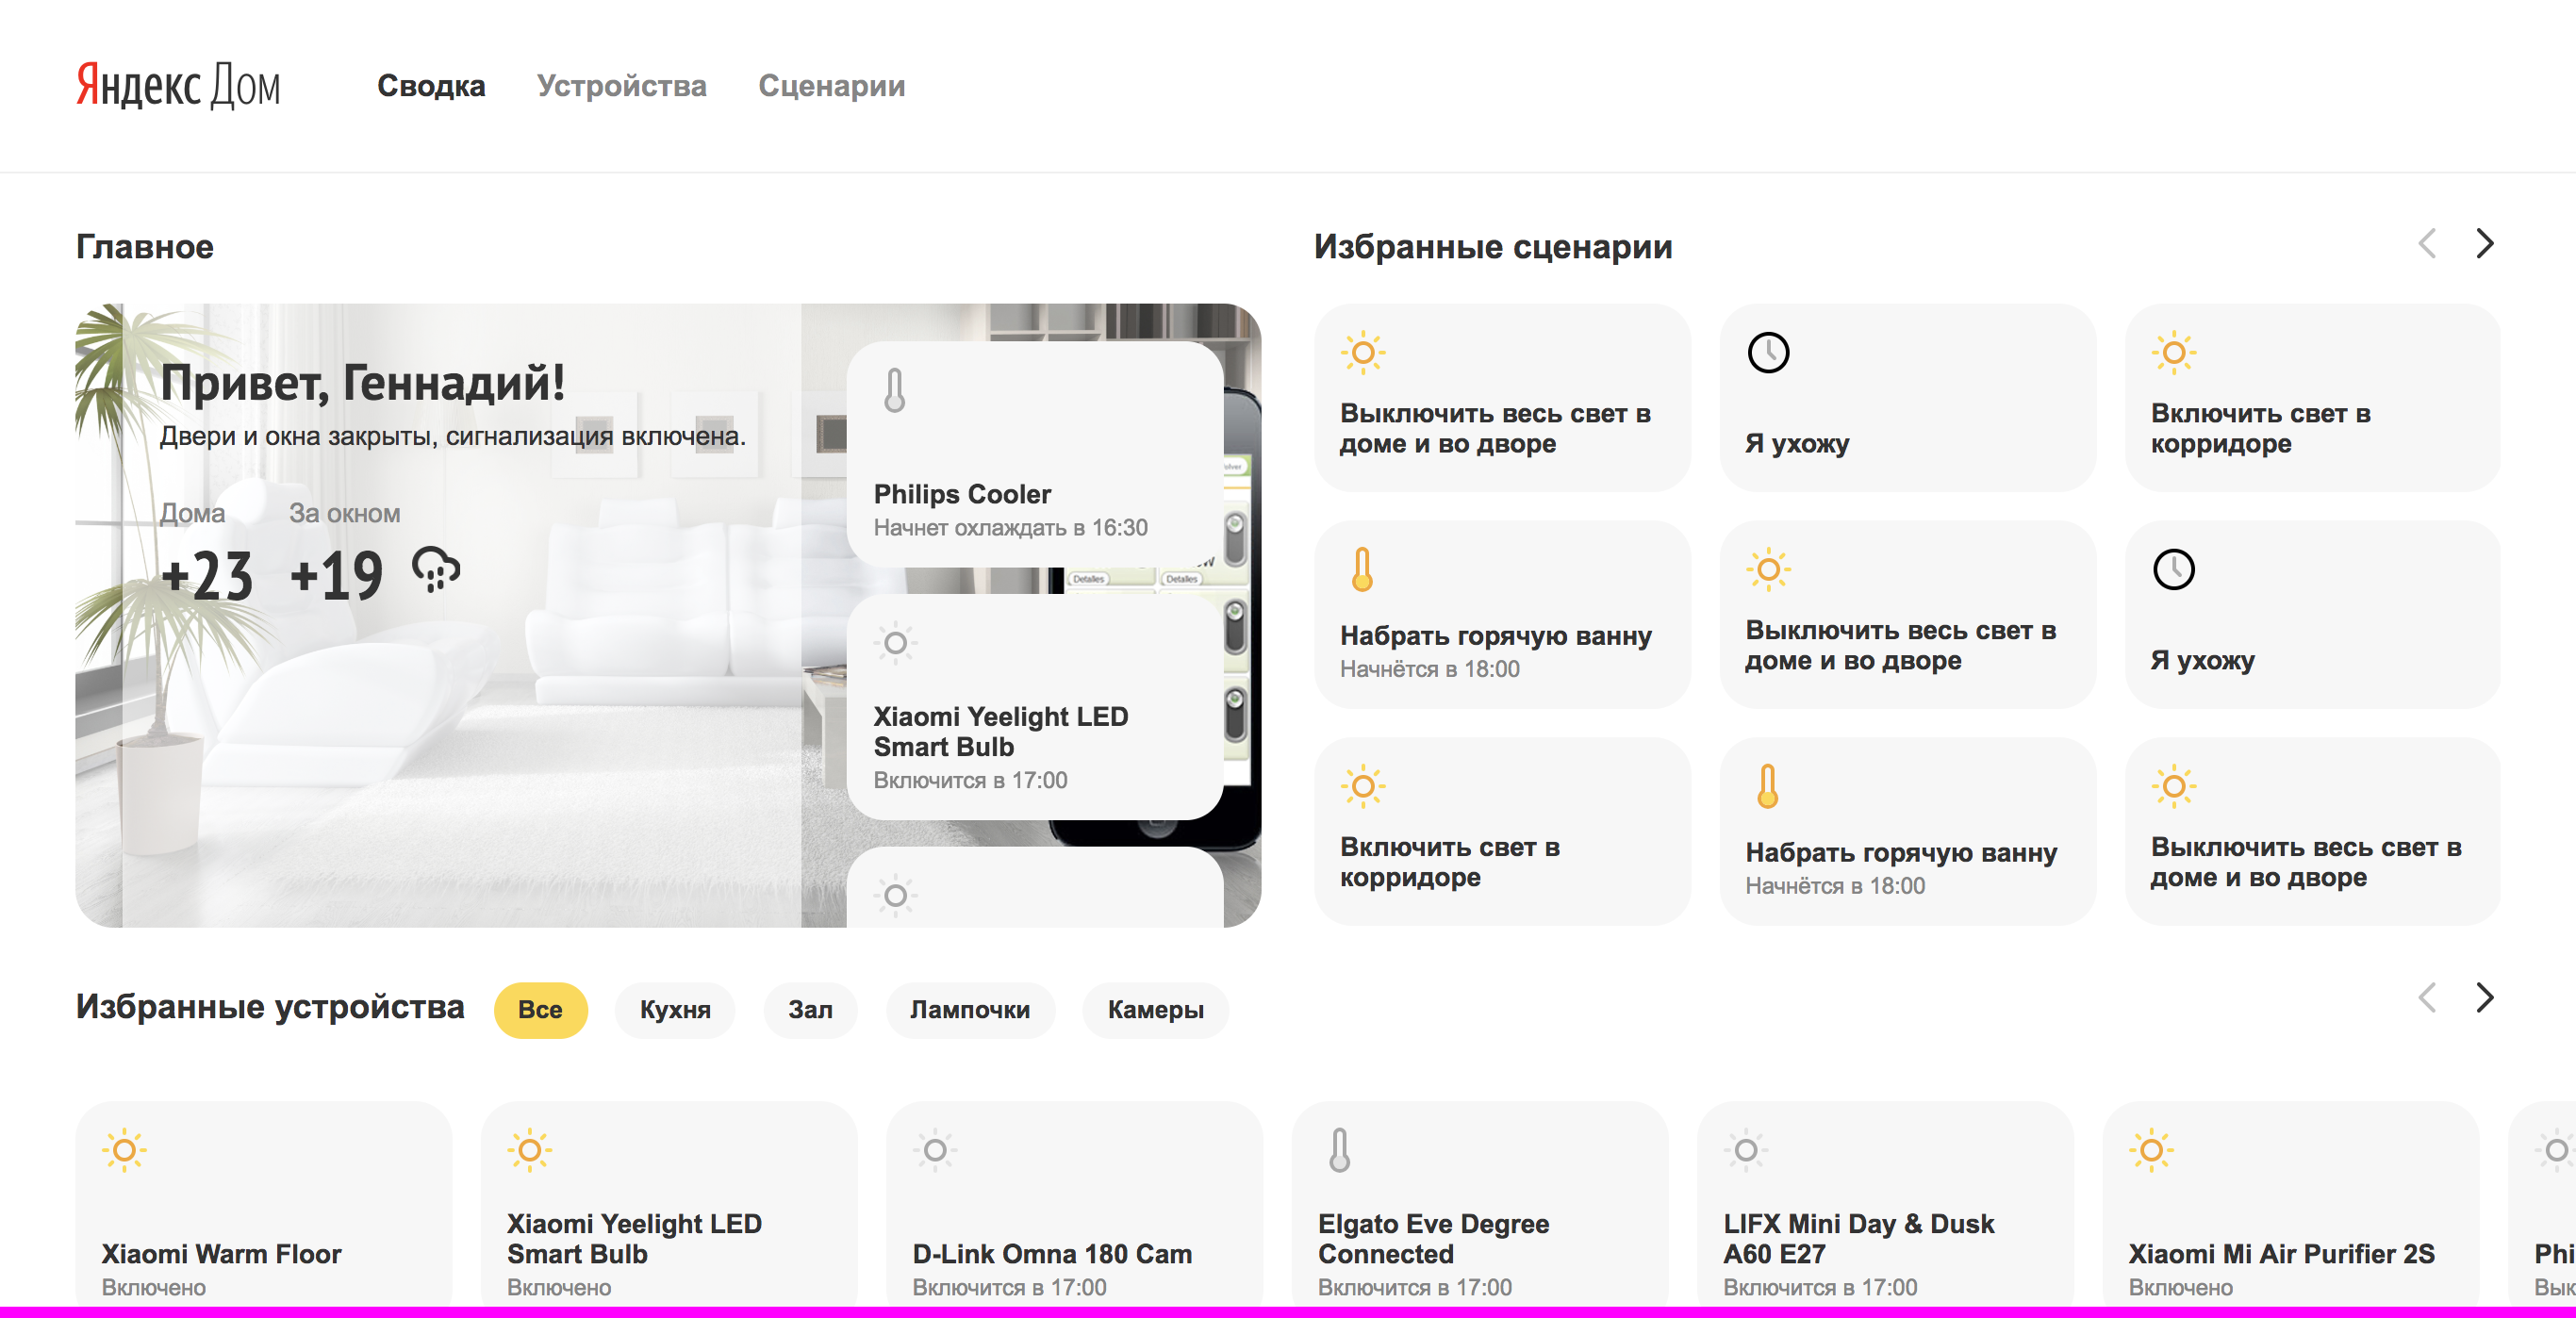 Яндекс Дом
Сводка
Устройства
Сценарии
Главное
Привет, Геннадий!
Двери и окна закрыты, сигнализация включена.
Дома
За окном
+23
+19
Philips Cooler
Начнет охлаждать в 16:30
Detalles
Detalles
Xiaomi Yeelight LED
Smart Bulb
Включится в 17:00
Избранные сценарии
Выключить весь свет в
доме и во дворе
Я ухожу
Включить свет в
корридоре
Набрать горячую ванну
Начнётся в 18:00
Выключить весь свет в
доме и во дворе
Я ухожу
Включить свет в
корридоре
Набрать горячую ванну
Начнётся в 18:00
Выключить весь свет в
доме и во дворе
Избранные устройства
Все
Кухня
Зал
Лампочки
Камеры
Xiaomi Warm Floor
Включено
Xiaomi Yeelight LED
Smart Bulb
Включено
D-Link Omna 180 Cam
Включится в 17:00
Elgato Eve Degree
Connected
Включится в 17:00
LIFX Mini Day & Dusk
A60 E27
Включится в 17:00
Xiaomi Mi Air Purifier 2S
Включено
Phi
Вык